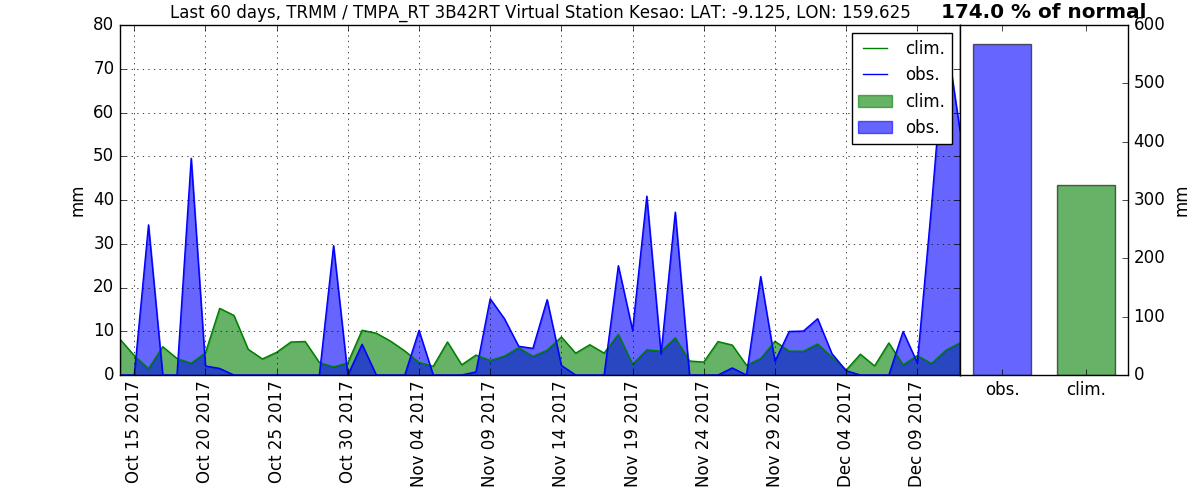 Last 60 days, TRMM / TMPA_RT 3B42RT Virtual Station Kesao: LAT: -9.125, LON: 159.625
174.0 % of normal
80
70
60
50
40
30
20
10
0
mm
clim.
obs.
clim.
obs.
600
500
400
300
200
100
0
mm
obs.
clim.
Oct 15 2017
Oct 20 2017
Oct 25 2017
Oct 30 2017
Nov 04 2017
Nov 09 2017
Nov 14 2017
Nov 19 2017
Nov 24 2017
Nov 29 2017
Dec 04 2017
Dec 09 2017